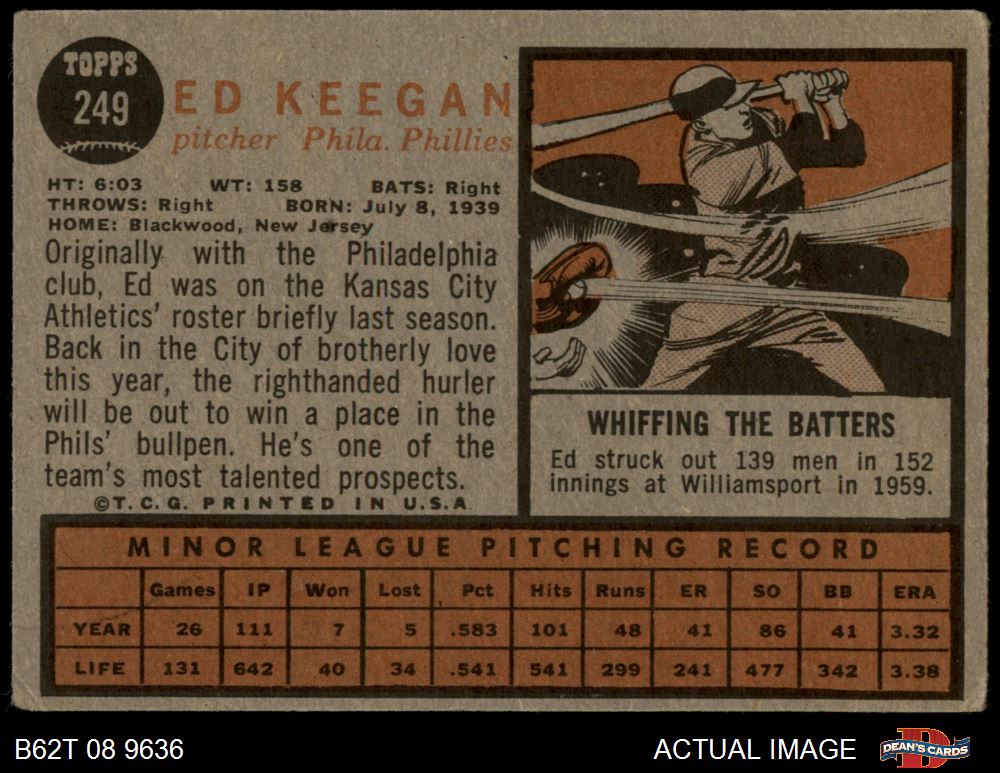 TOPPS
249
ED KEEGAN
pitcher Phila. Phillies
HT: 6:03 WT: 158 BATS: Right
THROWS: Right BORN: July 8, 1939
HOME: Blackwood, New Jersey
Originally with the Philadelphia
club, Ed was on the Kansas City
Athletics' roster briefly last season.
Back in the City of brotherly love
this year, the righthanded hurler
will be out to win a place in the
Phils' bullpen. He's one of the
team's most talented prospects.
©T.C.G. PRINTED IN U.S.A
WHIFFING THE BATTERS
Ed struck out 139 men in 152
innings at Williamsport in 1959.
MINOR LEAGUE PITCHING RECORD
Games IP Won Lost Pct Hits Runs ER SO BB ERA
YEAR 26 111 7 5 .583 101 48 41 86 41 3.32
LIFE 131 642 40 34 .541 541 299 241 477 342 3.38
B62T 08 9636
ACTUAL IMAGE
DEAN'S CARDS